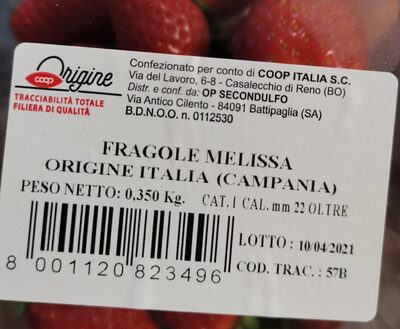 coop Origine
TRACCIABILITÀ TOTALE
FILIERA DI QUALITÀ
Confezionato per conto di COOP ITALIA S.C.
Via del Lavoro, 6-8 - Casalecchio di Reno (BO)
Distr. e conf. da: OP SECONDULFO
Via Antico Cilento - 84091 Battipaglia (SA)
B.D.N.O.O. n. 0112530
FRAGOLE MELISSA
ORIGINE ITALIA (CAMPANIA)
PESO NETTO: 0,350 Kg. CAT. I CAL. mm 22 OLTRE
LOTTO : 10/04/2021
COD. TRAC. : 57B
8 001120 823496